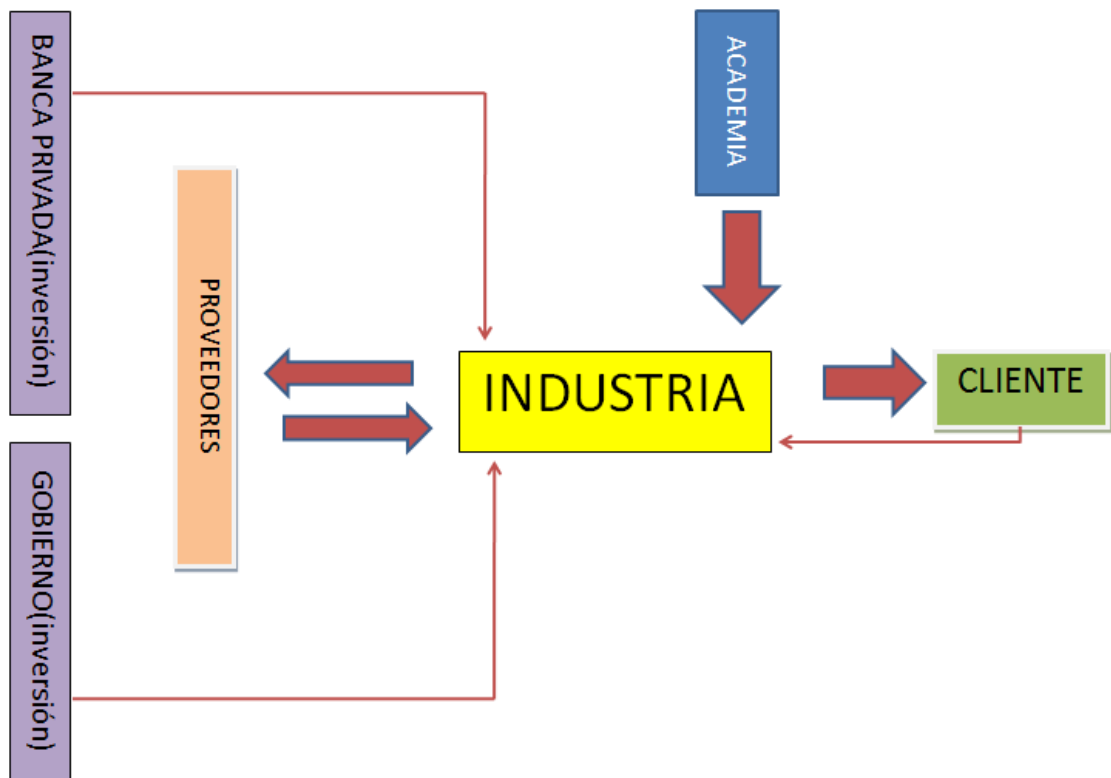 BANCA PRIVADA(inversión)
GOBIERNO(inversión)
PROVEEDORES
INDUSTRIA
ACADEMIA
CLIENTE